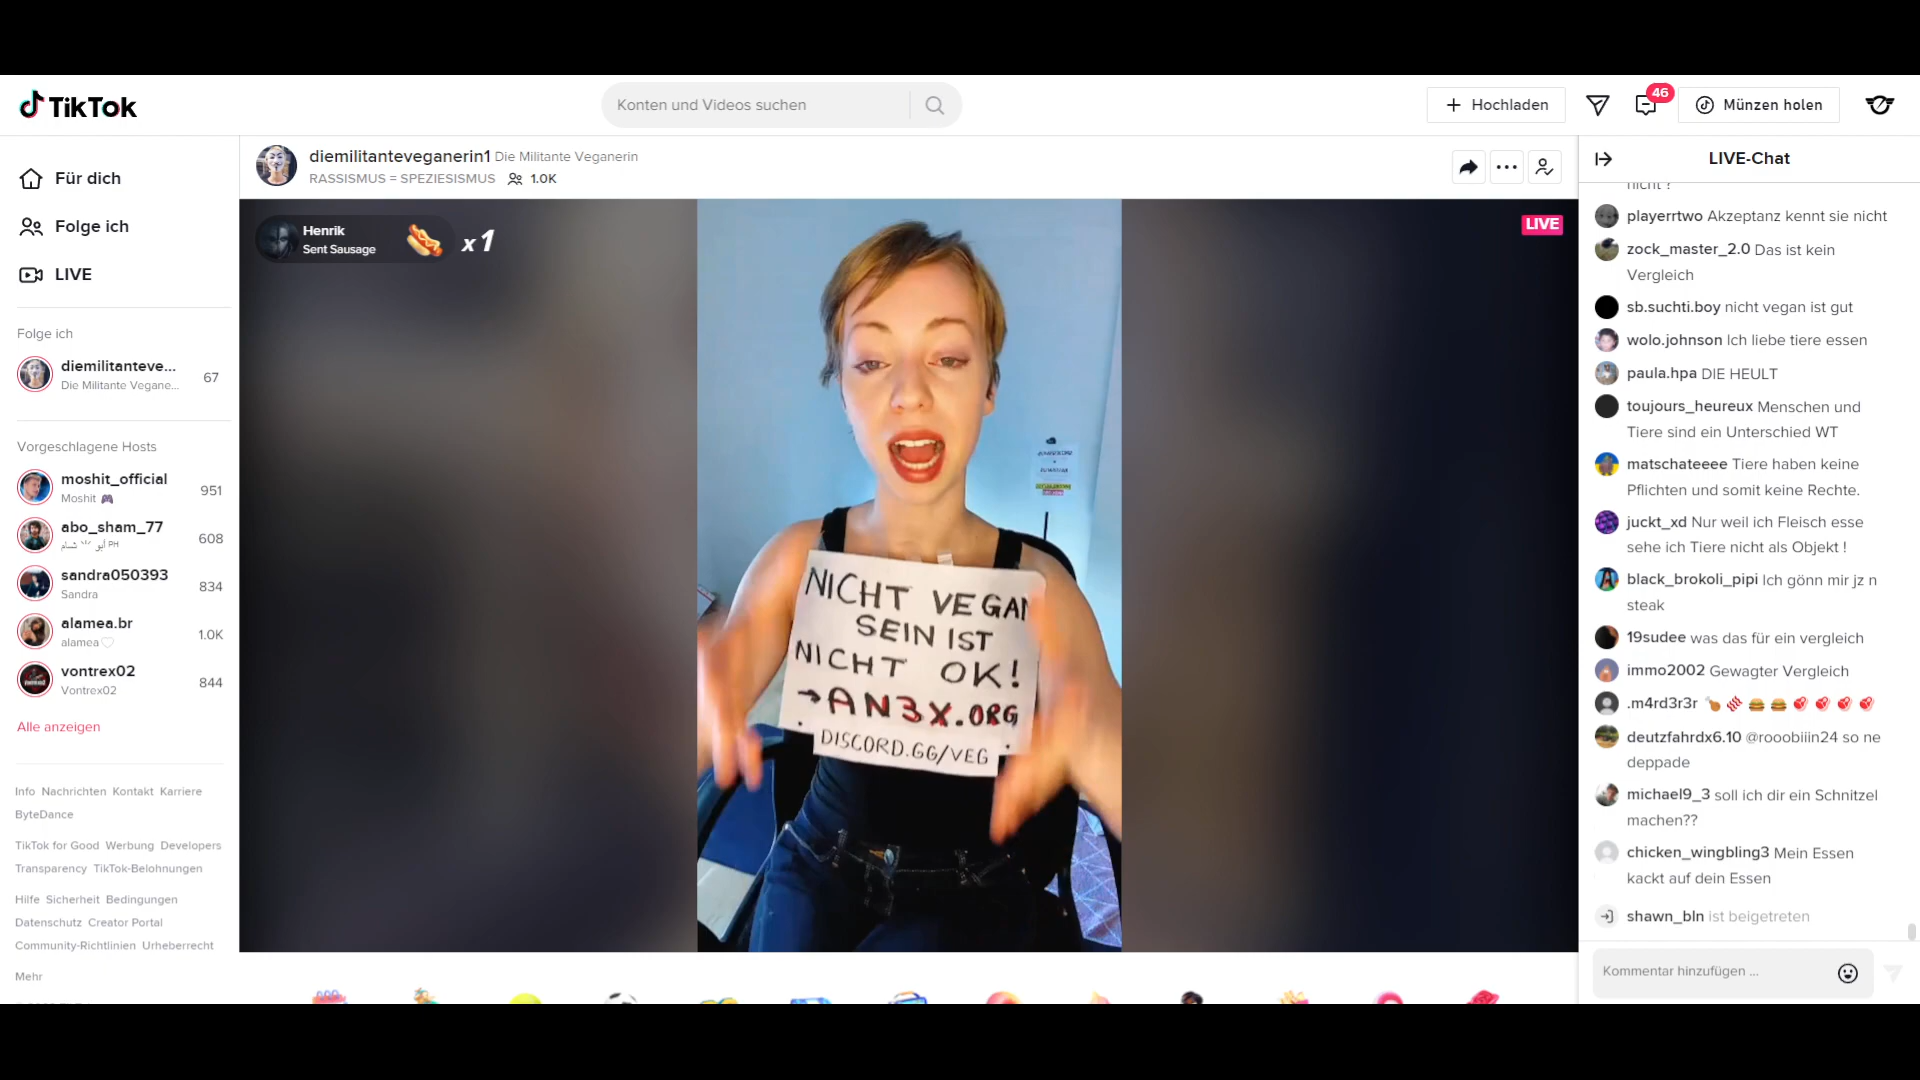 TikTok
Konten und Videos suchen
Hochladen
46
Münzen holen
Für dich
Folge ich
LIVE
Folge ich
diemilitanteve...
Die Militante Vegane...
67
Vorgeschlagene Hosts
moshit_official
Moshit
951
abo_sham_77
608
sandra050393
Sandra
834
alamea.br
alamea
1.0K
vontrex02
Vontrex02
844
Alle anzeigen
Info Nachrichten Kontakt Karriere
ByteDance
TikTok for Good Werbung Developers
Transparency TikTok-Belohnungen
Hilfe Sicherheit Bedingungen
Datenschutz Creator Portal
Community-Richtlinien Urheberrecht
Mehr
diemilitanteveganerin1 Die Militante Veganerin
RASSISMUS = SPEZIESISMUS 1.0K
Henrik
Sent Sausage
x1
LIVE
NICHT VEGAN
SEIN IST
NICHT OK!
→AN3X.ORG
DISCORD.GG/VEG
LIVE-Chat
nicht ?
playerrtwo Akzeptanz kennt sie nicht
zock_master_2.0 Das ist kein
Vergleich
sb.suchti.boy nicht vegan ist gut
wolo.johnson Ich liebe tiere essen
paula.hpa DIE HEULT
toujours_heureux Menschen und
Tiere sind ein Unterschied WT
matschateeee Tiere haben keine
Pflichten und somit keine Rechte.
juckt_xd Nur weil ich Fleisch esse
sehe ich Tiere nicht als Objekt !
black_brokoli_pipi Ich gönn mir jz n
steak
19sudee was das für ein vergleich
immo2002 Gewagter Vergleich
.m4rd3r3r
deutzfahrdx6.10 @rooobiiin24 so ne
deppade
michael9_3 soll ich dir ein Schnitzel
machen??
chicken_wingbling3 Mein Essen
kackt auf dein Essen
shawn_bln ist beigetreten
Kommentar hinzufügen ...